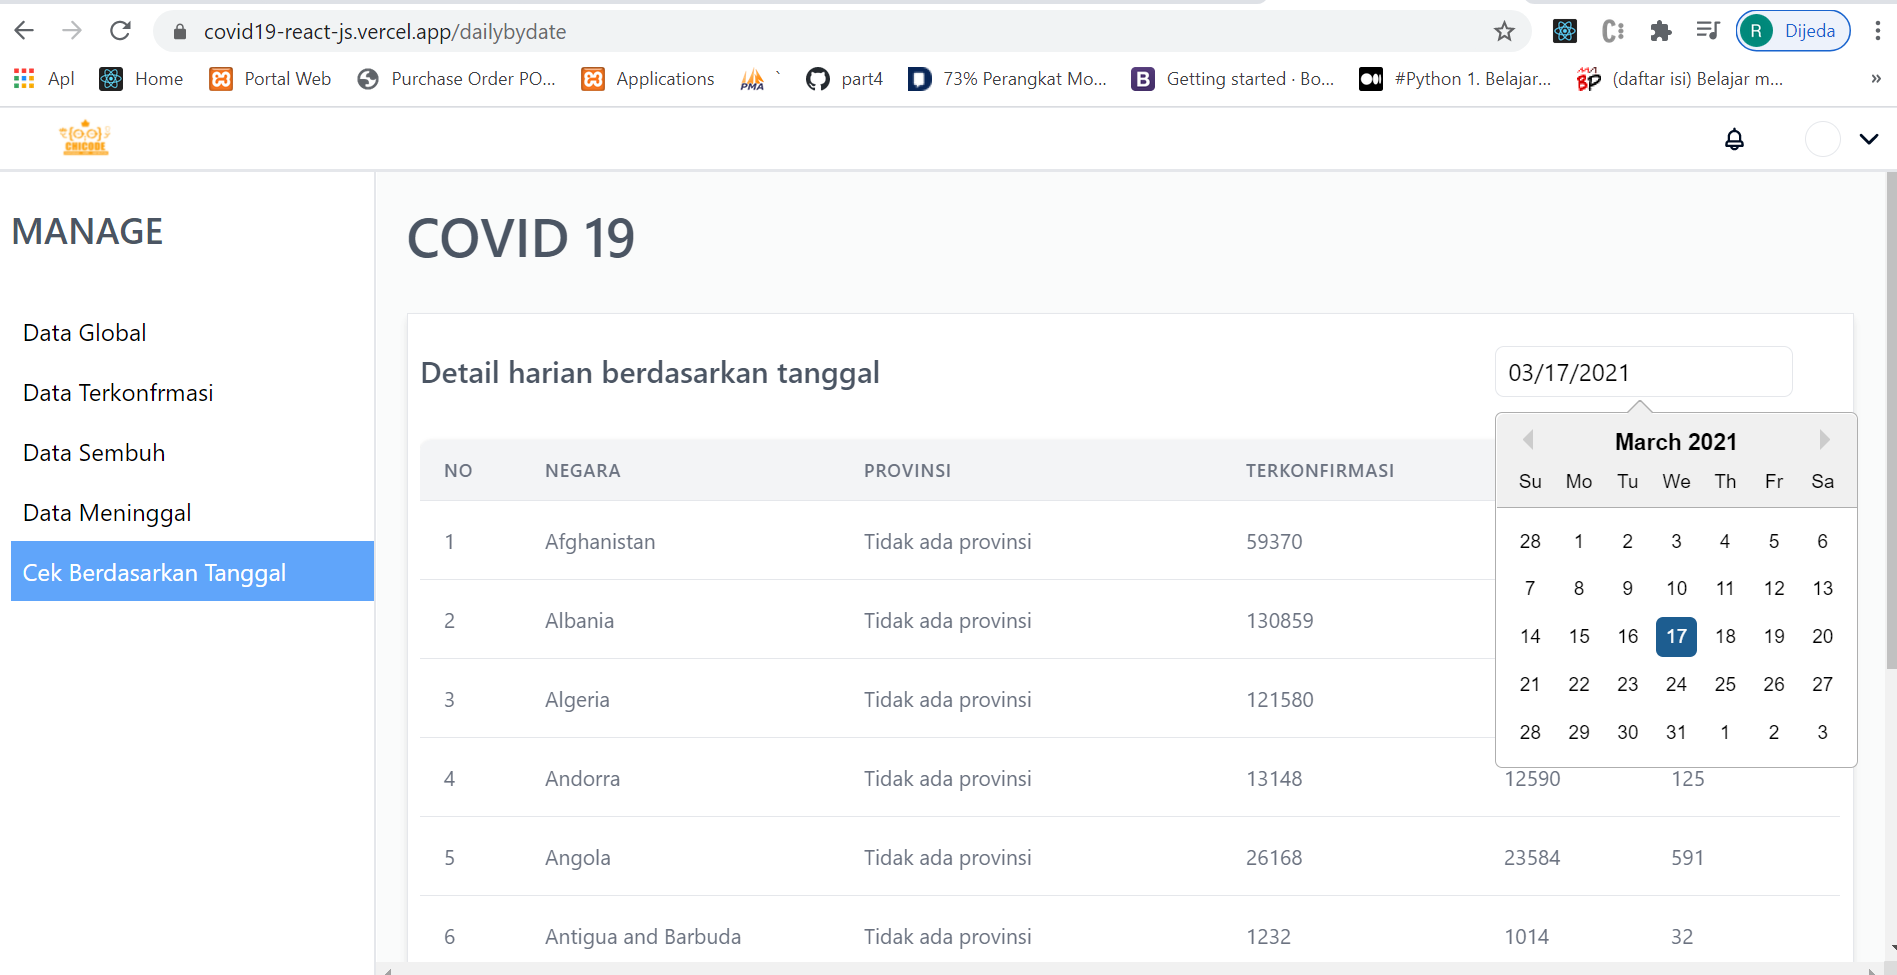 covid19-react-js.vercel.app/dailybydate
R Dijeda
Apl Home Portal Web Purchase Order PO... Applications PMA ` part4 73% Perangkat Mo... B Getting started · Bo... #Python 1. Belajar... BP (daftar isi) Belajar m... »
{oo}
CHICODE
MANAGE
Data Global
Data Terkonfrmasi
Data Sembuh
Data Meninggal
Cek Berdasarkan Tanggal
COVID 19
Detail harian berdasarkan tanggal
03/17/2021
March 2021
Su Mo Tu We Th Fr Sa
28 1 2 3 4 5 6
7 8 9 10 11 12 13
14 15 16 17 18 19 20
21 22 23 24 25 26 27
28 29 30 31 1 2 3
NO NEGARA PROVINSI TERKONFIRMASI
1 Afghanistan Tidak ada provinsi 59370
2 Albania Tidak ada provinsi 130859
3 Algeria Tidak ada provinsi 121580
4 Andorra Tidak ada provinsi 13148 12590 125
5 Angola Tidak ada provinsi 26168 23584 591
6 Antigua and Barbuda Tidak ada provinsi 1232 1014 32